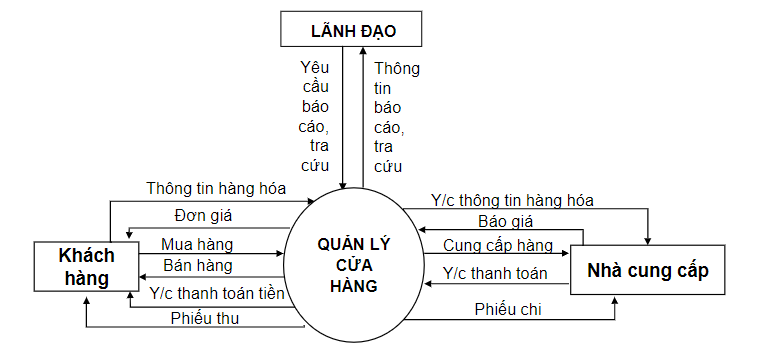 LÃNH ĐẠO
Yêu
cầu
báo
cáo,
tra
cứu
Thông
tin
báo
cáo,
tra
cứu
Thông tin hàng hóa
Đơn giá
Mua hàng
Bán hàng
Y/c thanh toán tiền
Phiếu thu
Khách
hàng
QUẢN LÝ
CỬA
HÀNG
Y/c thông tin hàng hóa
Báo giá
Cung cấp hàng
Y/c thanh toán
Phiếu chi
Nhà cung cấp